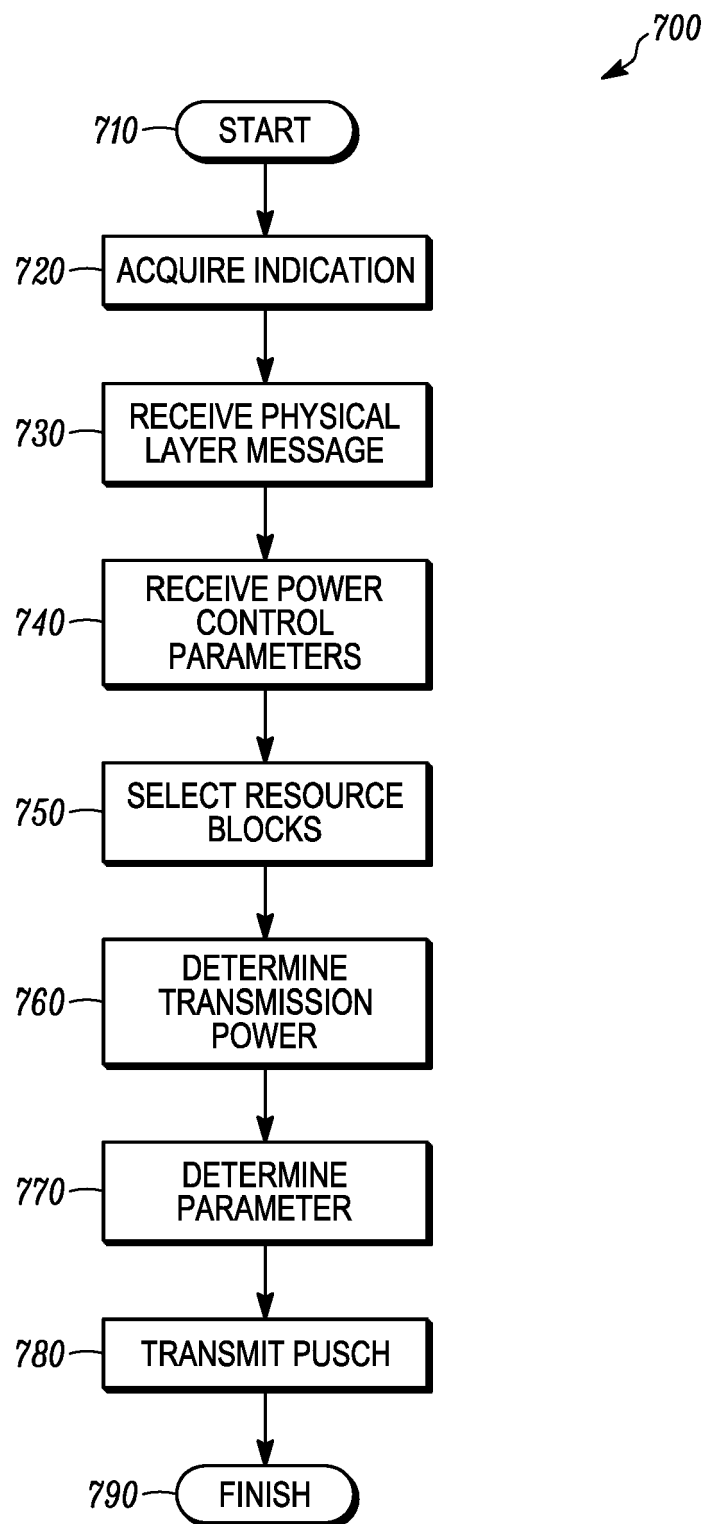 700
710
START
720
ACQUIRE INDICATION
730
RECEIVE PHYSICAL
LAYER MESSAGE
740
RECEIVE POWER
CONTROL
PARAMETERS
750
SELECT RESOURCE
BLOCKS
760
DETERMINE
TRANSMISSION
POWER
770
DETERMINE
PARAMETER
780
TRANSMIT PUSCH
790
FINISH